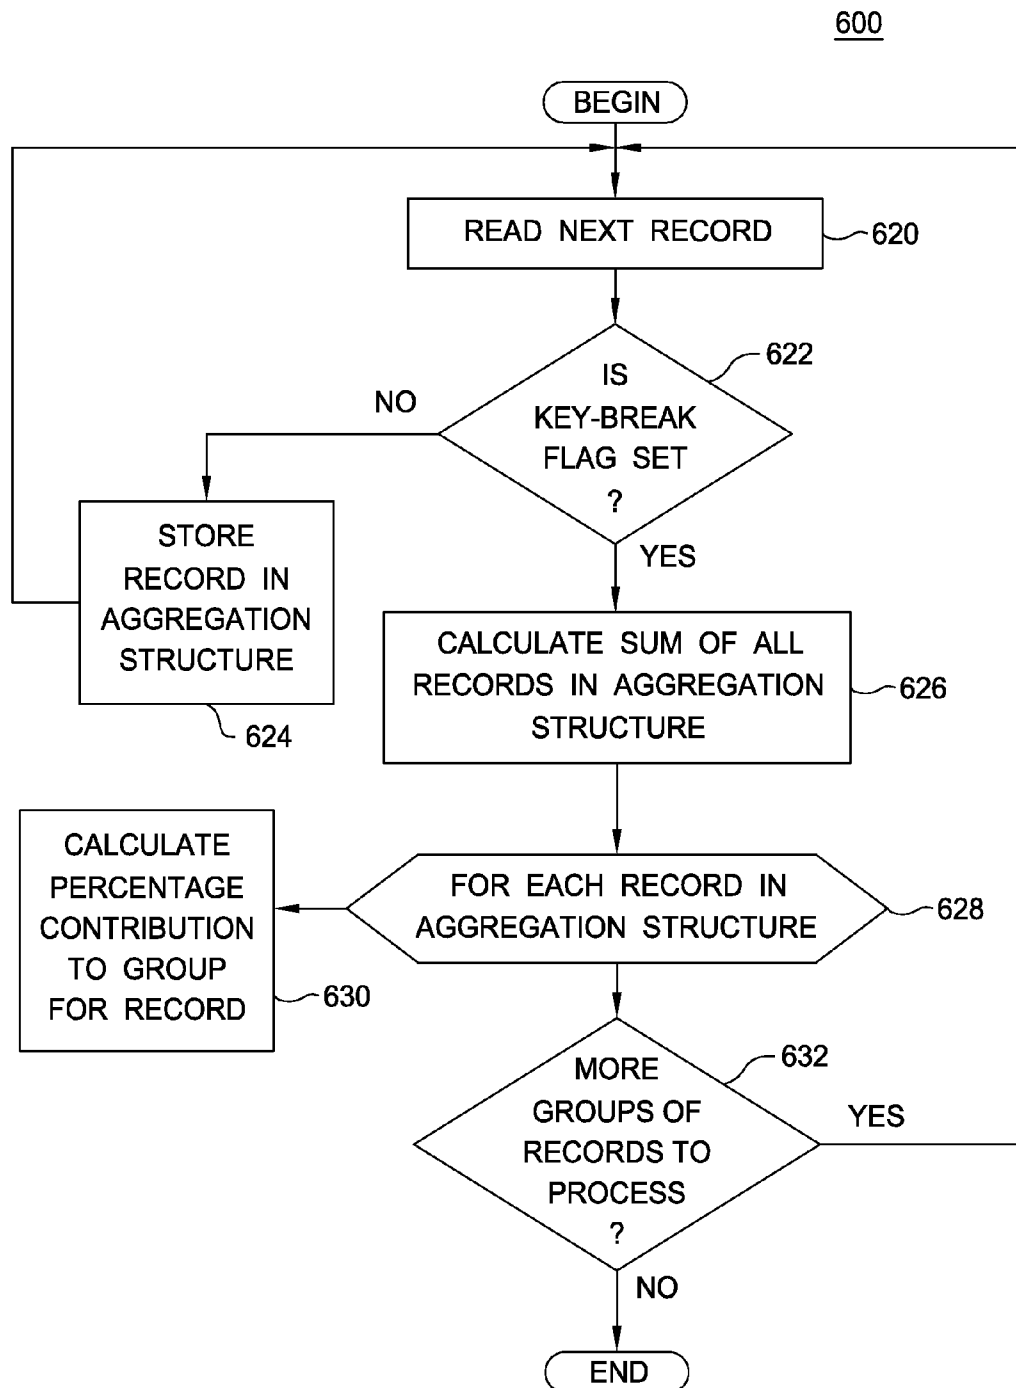 600
BEGIN
READ NEXT RECORD
620
IS
KEY-BREAK
FLAG SET
?
622
NO
YES
STORE
RECORD IN
AGGREGATION
STRUCTURE
624
CALCULATE SUM OF ALL
RECORDS IN AGGREGATION
STRUCTURE
626
FOR EACH RECORD IN
AGGREGATION STRUCTURE
628
CALCULATE
PERCENTAGE
CONTRIBUTION
TO GROUP
FOR RECORD
630
MORE
GROUPS OF
RECORDS TO
PROCESS
?
632
YES
NO
END